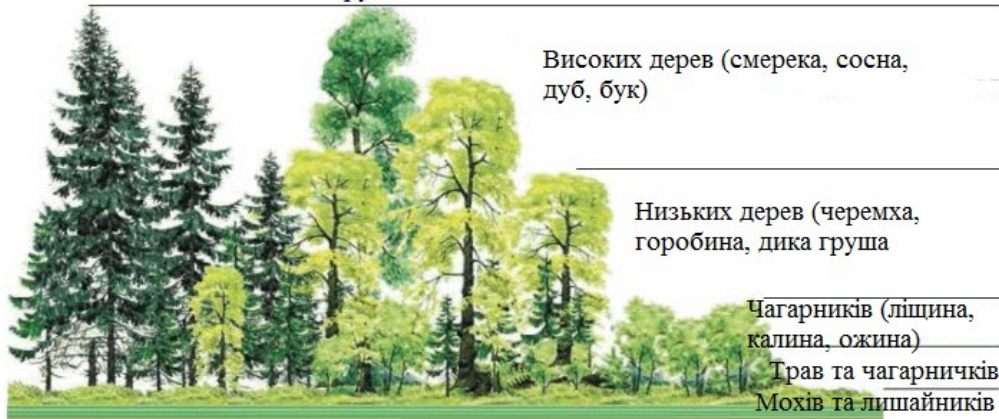 Високих дерев (смерека, сосна,
дуб, бук)
Низьких дерев (черемха,
горобина, дика груша
Чагарників (ліщина,
калина, ожина)
Трав та чагарничків
Мохів та лишайників